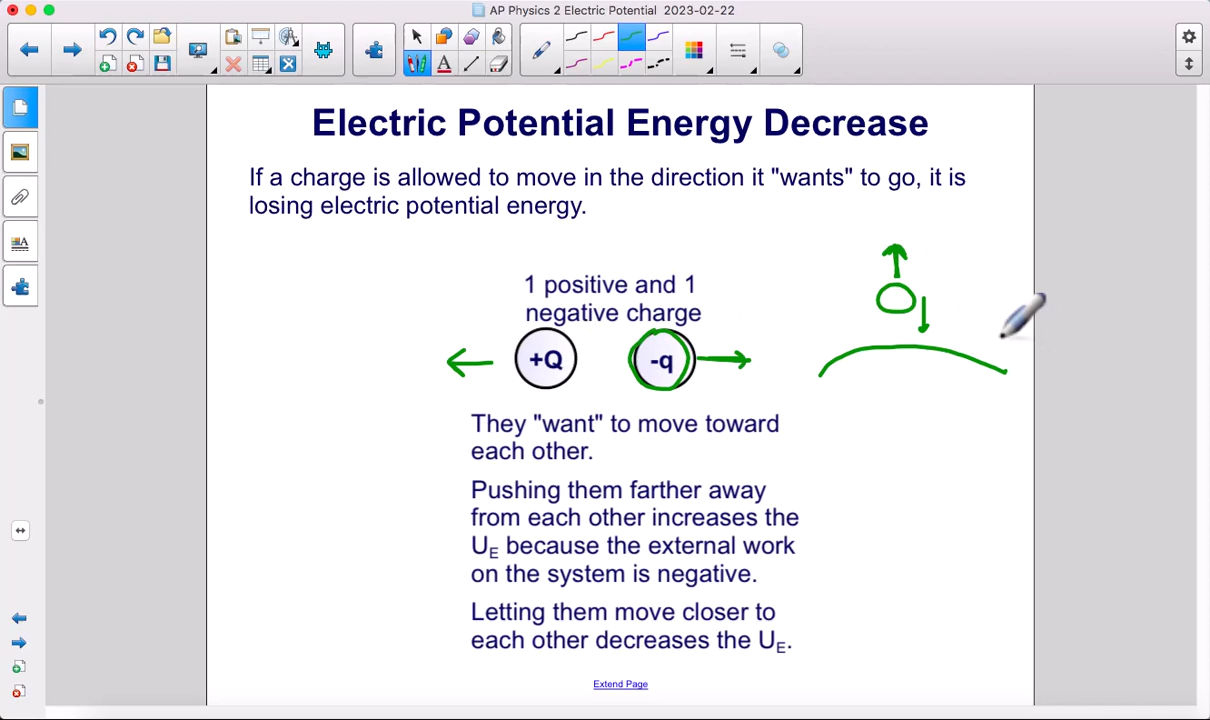 AP Physics 2 Electric Potential 2023-02-22
Electric Potential Energy Decrease
If a charge is allowed to move in the direction it "wants" to go, it is
losing electric potential energy.
1 positive and 1
negative charge
+Q -q
They "want" to move toward
each other.
Pushing them farther away
from each other increases the
UE because the external work
on the system is negative.
Letting them move closer to
each other decreases the UE.
Extend Page